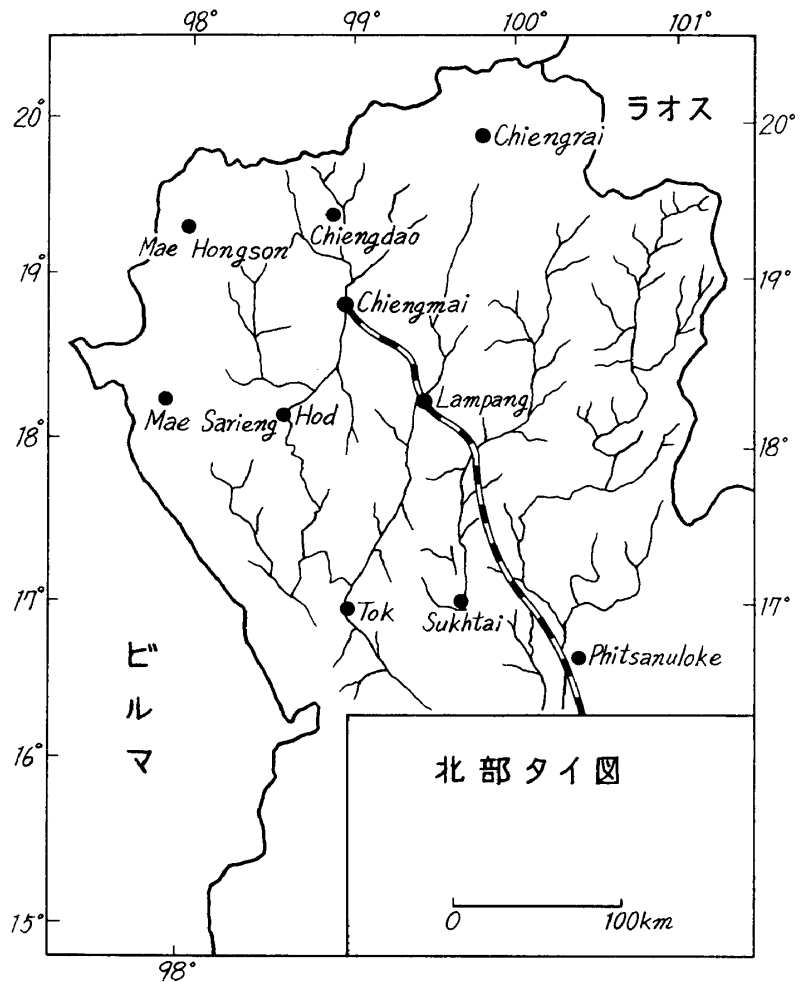 98° 99° 100° 101°
20° 20°
ラオス
Chiengrai
Chiengdao
Mae Hongson
19° 19°
Chiengmai
Lampang
Mae Sarieng
Hod
18° 18°
17° 17°
Tok
Sukhtai
Phitsanuloke
ビルマ
16°
北部タイ図
0 100km
15°
98°